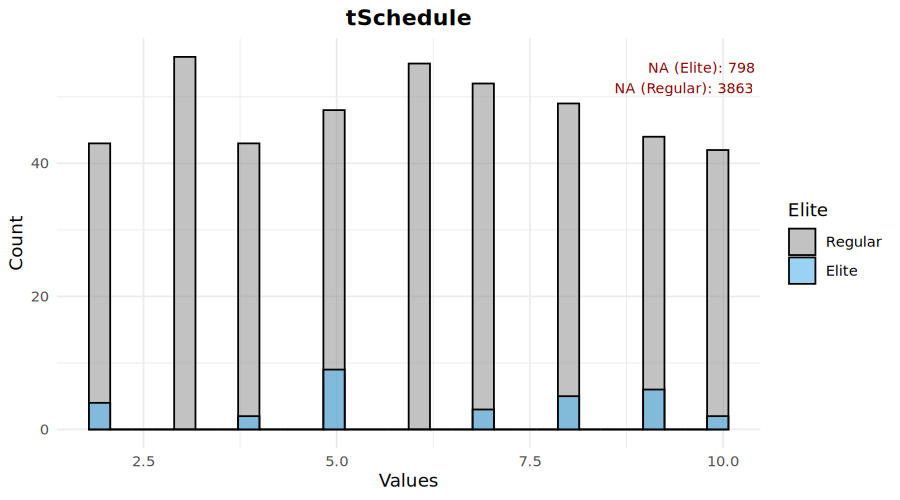 tSchedule
NA (Elite): 798
NA (Regular): 3863
40
20
0
Count
2.5 5.0 7.5 10.0
Values
Elite
Regular
Elite